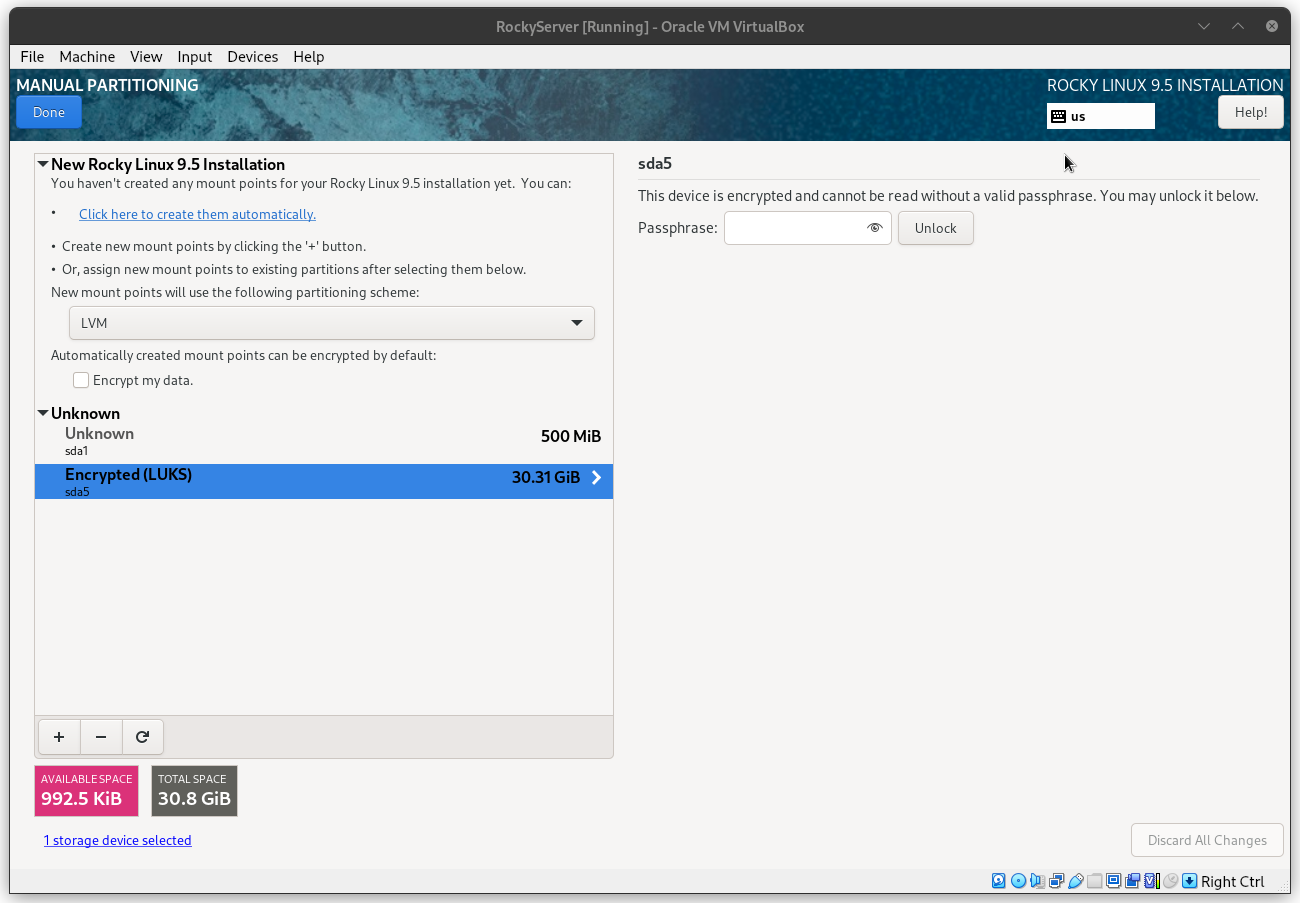 RockyServer [Running] - Oracle VM VirtualBox
File Machine View Input Devices Help
MANUAL PARTITIONING
ROCKY LINUX 9.5 INSTALLATION
Done
us
Help!
New Rocky Linux 9.5 Installation
You haven't created any mount points for your Rocky Linux 9.5 installation yet. You can:
• Click here to create them automatically.
• Create new mount points by clicking the '+' button.
• Or, assign new mount points to existing partitions after selecting them below.
New mount points will use the following partitioning scheme:
LVM
Automatically created mount points can be encrypted by default:
Encrypt my data.
Unknown
Unknown 500 MiB
sda1
Encrypted (LUKS) 30.31 GiB
sda5
+ −
AVAILABLE SPACE
992.5 KiB
TOTAL SPACE
30.8 GiB
1 storage device selected
sda5
This device is encrypted and cannot be read without a valid passphrase. You may unlock it below.
Passphrase: Unlock
Discard All Changes
Right Ctrl